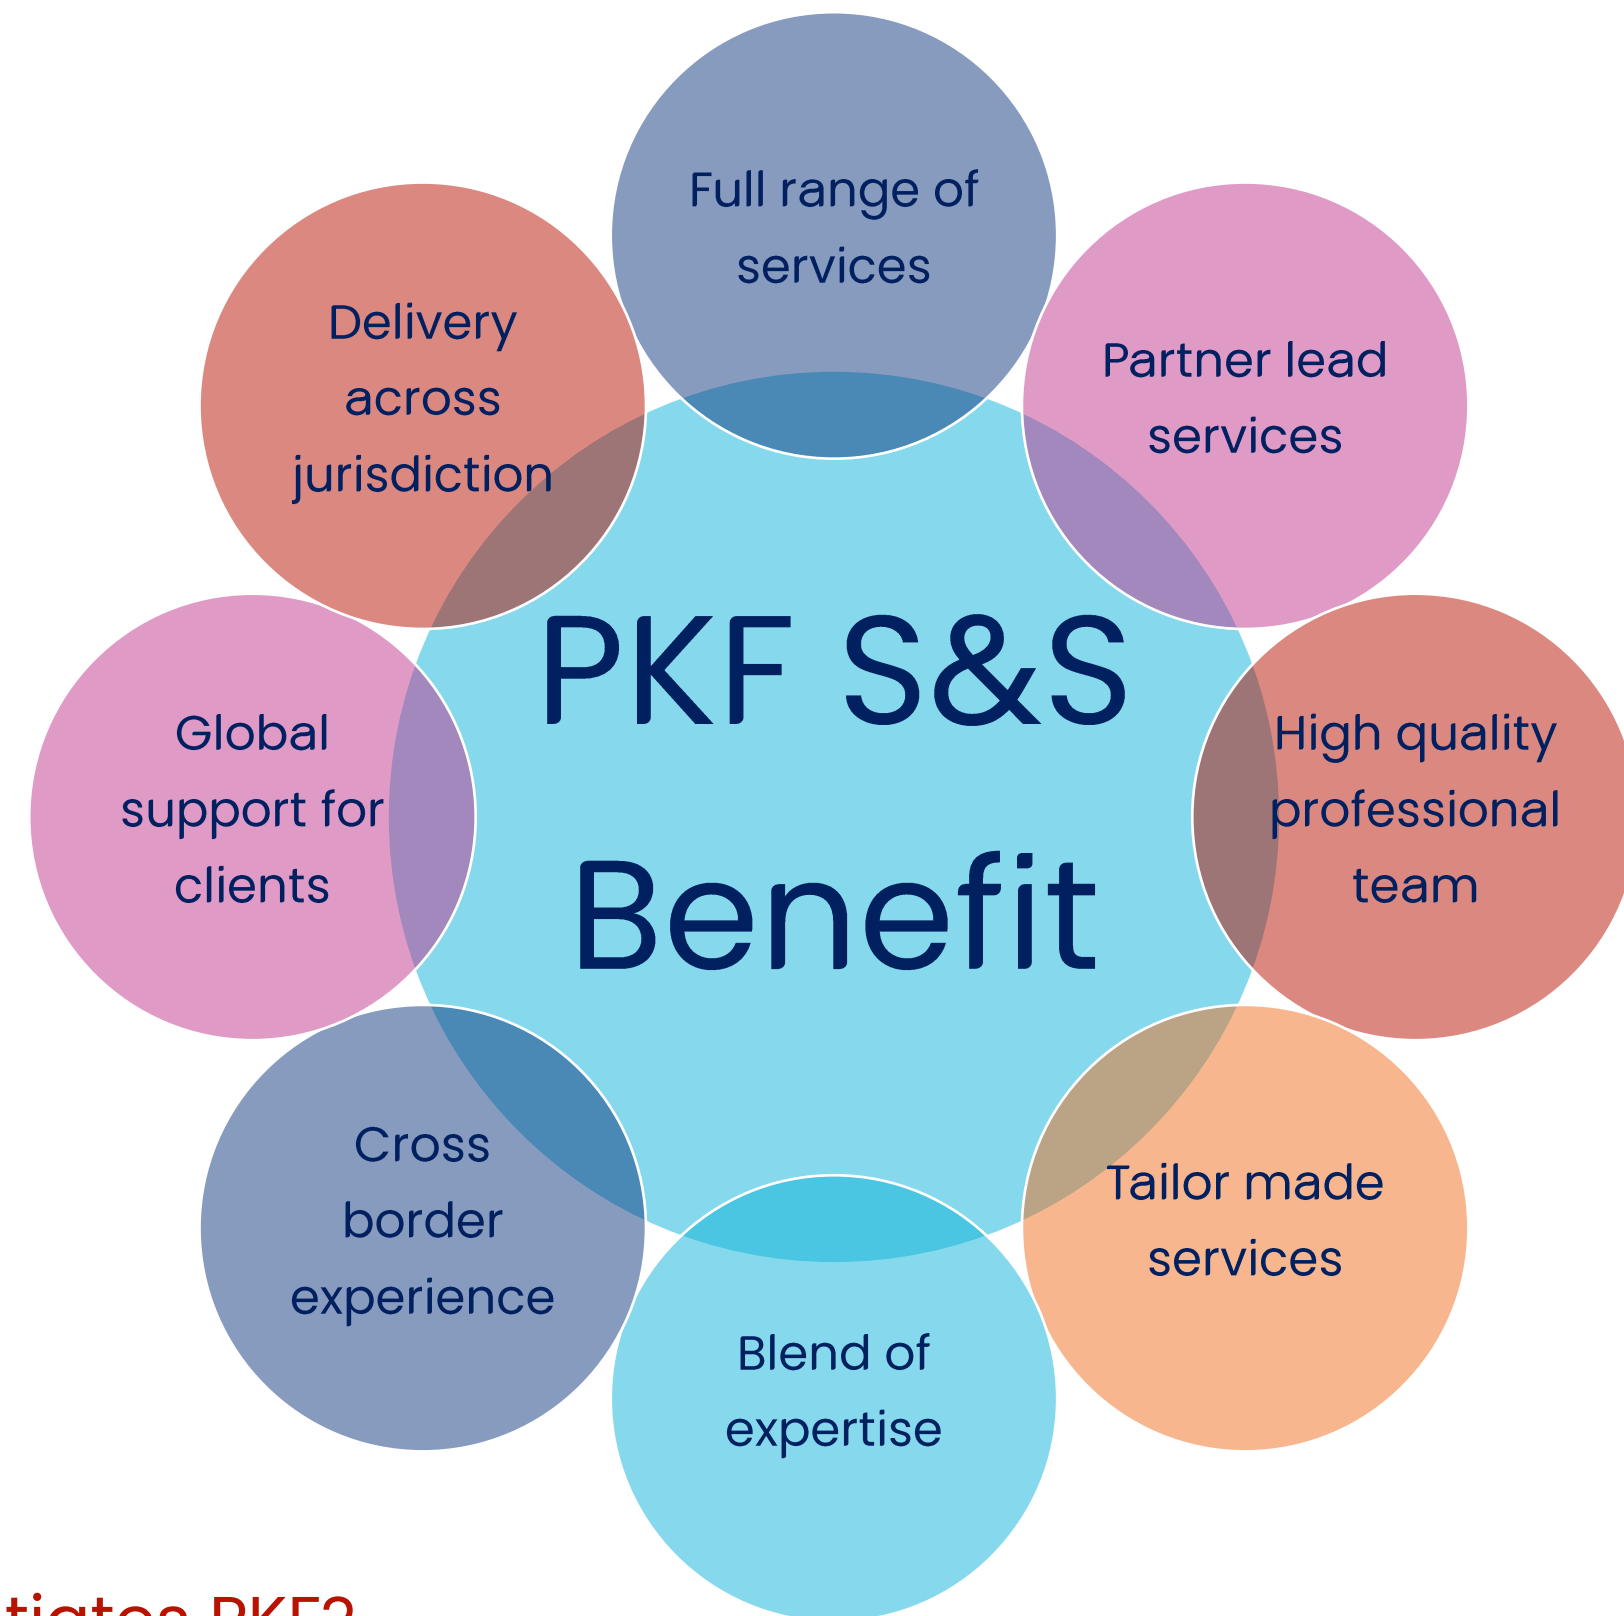 Full range of
services
Partner lead
services
High quality
professional
team
Tailor made
services
Blend of
expertise
Cross
border
experience
Global
support for
clients
Delivery
across
jurisdiction
PKF S&S
Benefit
PKF?